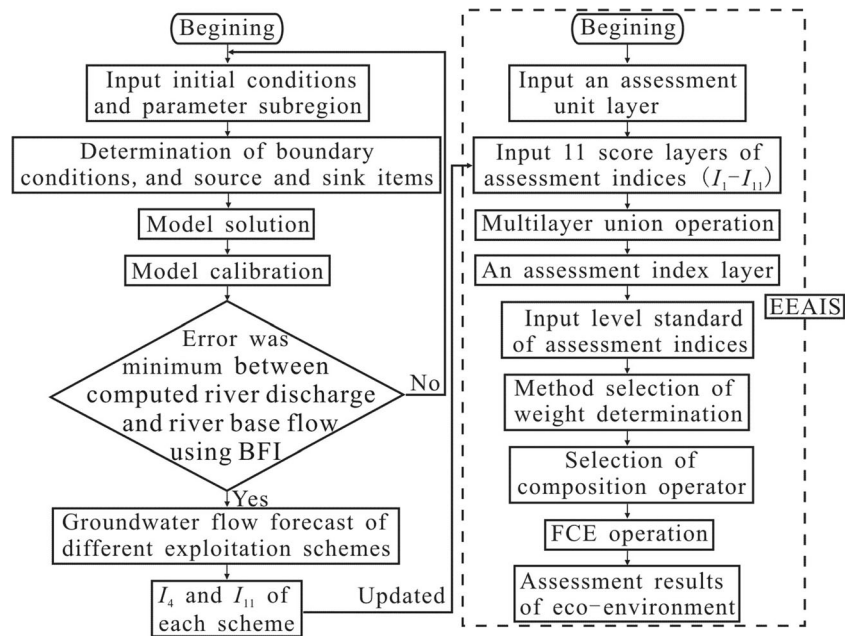 Begining
Input initial conditions
and parameter subregion
Determination of boundary
conditions, and source and sink items
Model solution
Model calibration
Error was
minimum between
computed river discharge
and river base flow
using BFI
No
Yes
Groundwater flow forecast of
different exploitation schemes
I₄ and I₁₁ of
each scheme
Updated
Begining
Input an assessment
unit layer
Input 11 score layers of
assessment indices (I₁-I₁₁)
Multilayer union operation
An assessment index layer
Input level standard
of assessment indices
EEAIS
Method selection of
weight determination
Selection of
composition operator
FCE operation
Assessment results
of eco-environment